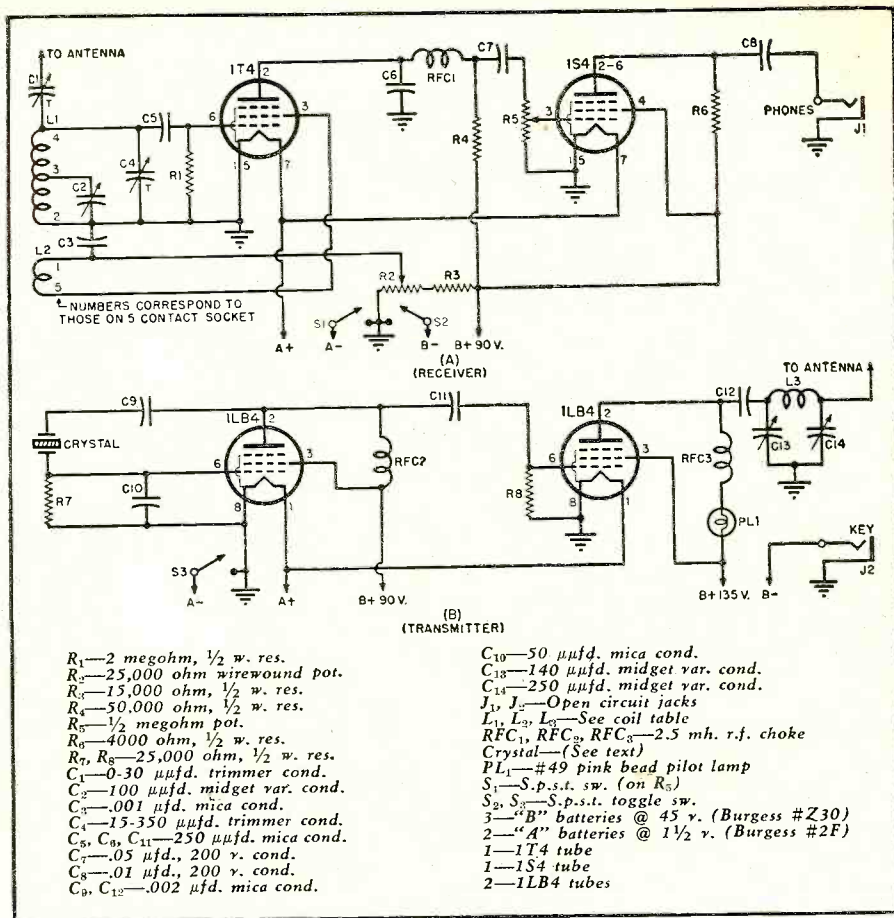 TO ANTENNA
C1
T
L1
4
3
2
C2
C3
L2
1
5
C4
T
C5
R1
6
1T4
2
3
1
5
7
C6
RFC1
C7
R4
R5
3
1S4
2-6
4
1
5
7
R6
C8
PHONES
J1
NUMBERS CORRESPOND TO
THOSE ON 5 CONTACT SOCKET
R2
R3
S1
S2
A+
A-
B-
B+ 90 V.
(A)
(RECEIVER)
C9
CRYSTAL
R7
C10
6
1LB4
2
3
8
1
RFC2
C11
R8
6
1LB4
2
3
8
1
RFC3
PL1
C12
L3
C13
C14
TO ANTENNA
KEY
J2
S3
A-
A+
B+ 90 V.
B+ 135 V.
B-
(B)
(TRANSMITTER)
R₁—2 megohm, ½ w. res.
R₂—25,000 ohm wirewound pot.
R₃—15,000 ohm, ½ w. res.
R₄—50,000 ohm, ½ w. res.
R₅—½ megohm pot.
R₆—4000 ohm, ½ w. res.
R₇, R₈—25,000 ohm, ½ w. res.
C₁—0-30 μμfd. trimmer cond.
C₂—100 μμfd. midget var. cond.
C₃—.001 μfd. mica cond.
C₄—15-350 μμfd. trimmer cond.
C₅, C₆, C₁₁—250 μμfd. mica cond.
C₇—.05 μfd., 200 v. cond.
C₈—.01 μfd., 200 v. cond.
C₉, C₁₂—.002 μfd. mica cond.
C₁₀—50 μμfd. mica cond.
C₁₃—140 μμfd. midget var. cond.
C₁₄—250 μμfd. midget var. cond.
J₁, J₂—Open circuit jacks
L₁, L₂, L₃—See coil table
RFC₁, RFC₂, RFC₃—2.5 mh. r.f. choke
Crystal—(See text)
PL₁—#49 pink bead pilot lamp
S₁—S.p.s.t. sw. (on R₅)
S₂, S₃—S.p.s.t. toggle sw.
3—"B" batteries @ 45 v. (Burgess #Z30)
2—"A" batteries @ 1½ v. (Burgess #2F)
1—1T4 tube
1—1S4 tube
2—1LB4 tubes